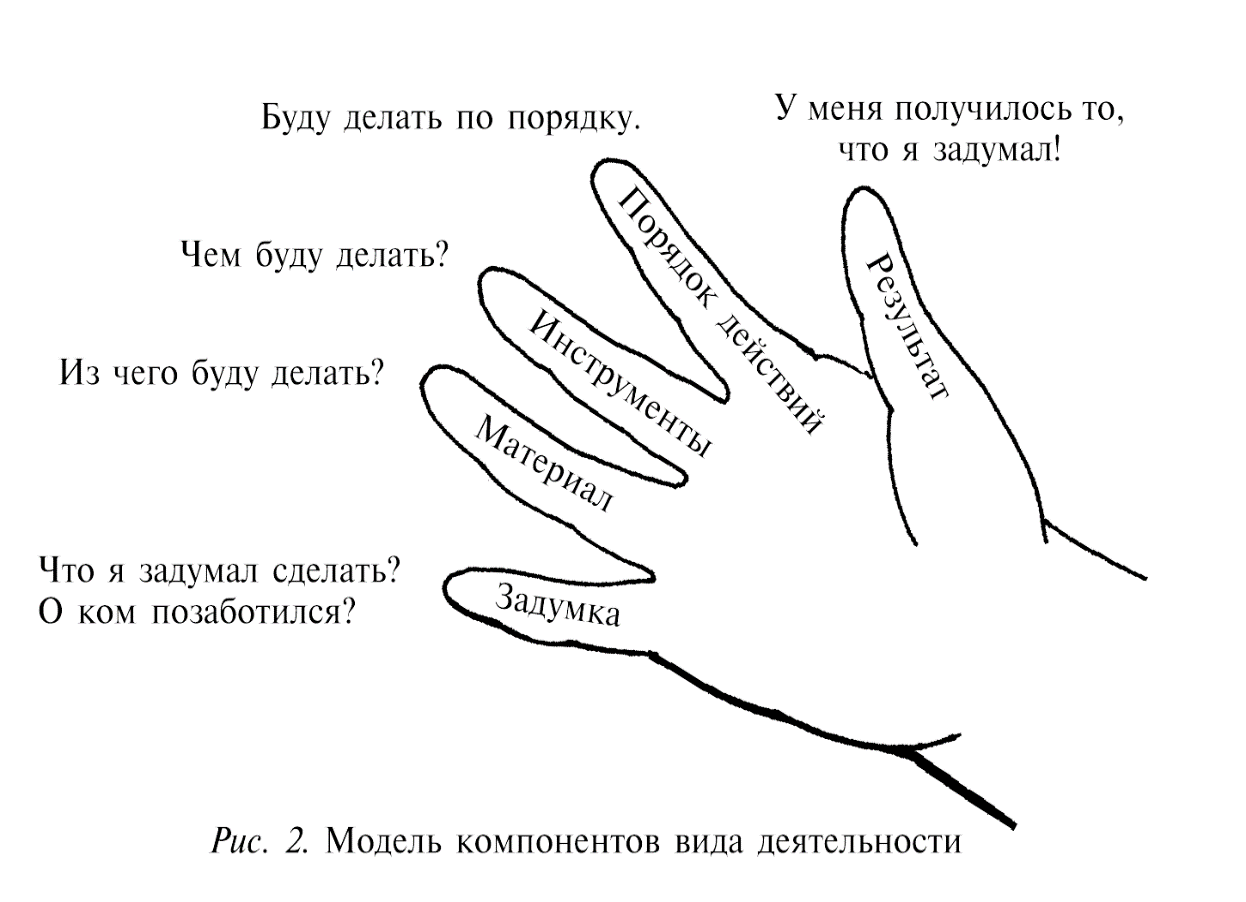 Буду делать по порядку.
У меня получилось то,
что я задумал!
Порядок действий
Результат
Чем буду делать?
Инструменты
Из чего буду делать?
Материал
Что я задумал сделать?
О ком позаботился?
Задумка
Рис. 2. Модель компонентов вида деятельности